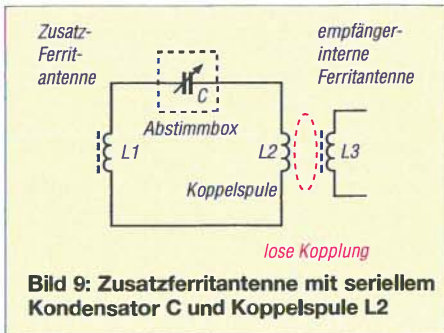 Zusatz-
Ferrit-
antenne
empfänger-
interne
Ferritantenne
C
Abstimmbox
L1
L2
L3
Koppelspule
lose Kopplung
Bild 9: Zusatzferritantenne mit seriellem
Kondensator C und Koppelspule L2